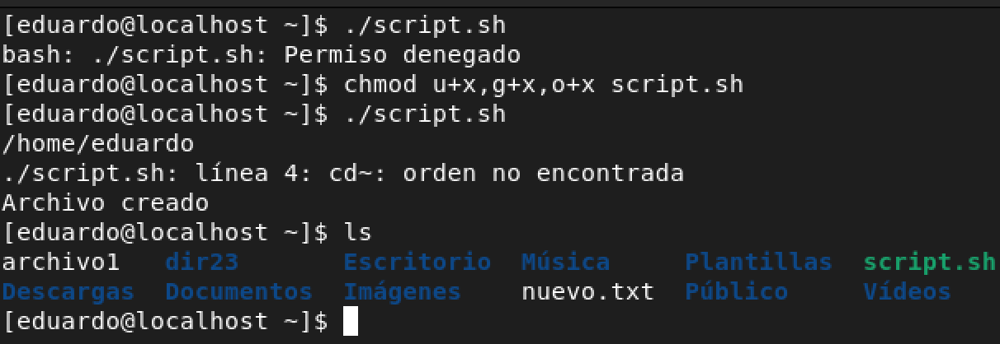 [eduardo@localhost ~]$ ./script.sh
bash: ./script.sh: Permiso denegado
[eduardo@localhost ~]$ chmod u+x,g+x,o+x script.sh
[eduardo@localhost ~]$ ./script.sh
/home/eduardo
./script.sh: línea 4: cd~: orden no encontrada
Archivo creado
[eduardo@localhost ~]$ ls
archivo1 dir23 Escritorio Música Plantillas script.sh
Descargas Documentos Imágenes nuevo.txt Público Vídeos
[eduardo@localhost ~]$